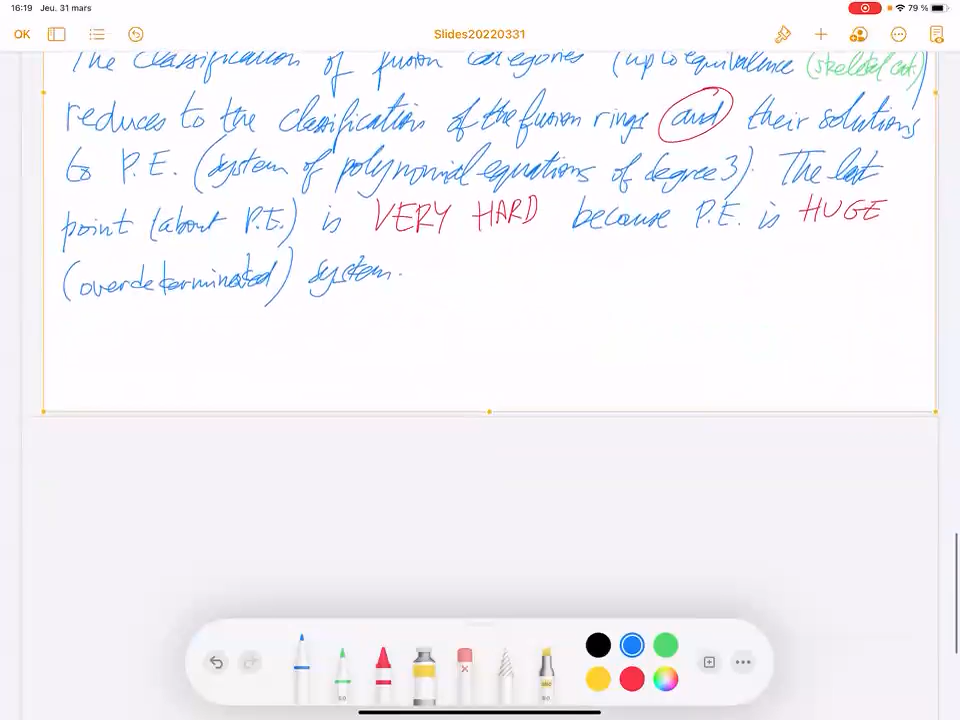 16:19 Jeu. 31 mars 79 %
OK Slides20220331
The classification of fusion categories (up to equivalence (skeletal cat.)
reduces to the classification of the fusion rings and their solutions
to P.E. (system of polynomial equations of degree 3). The last
point (about P.E.) is VERY HARD because P.E. is HUGE
(overdeterminated) system.